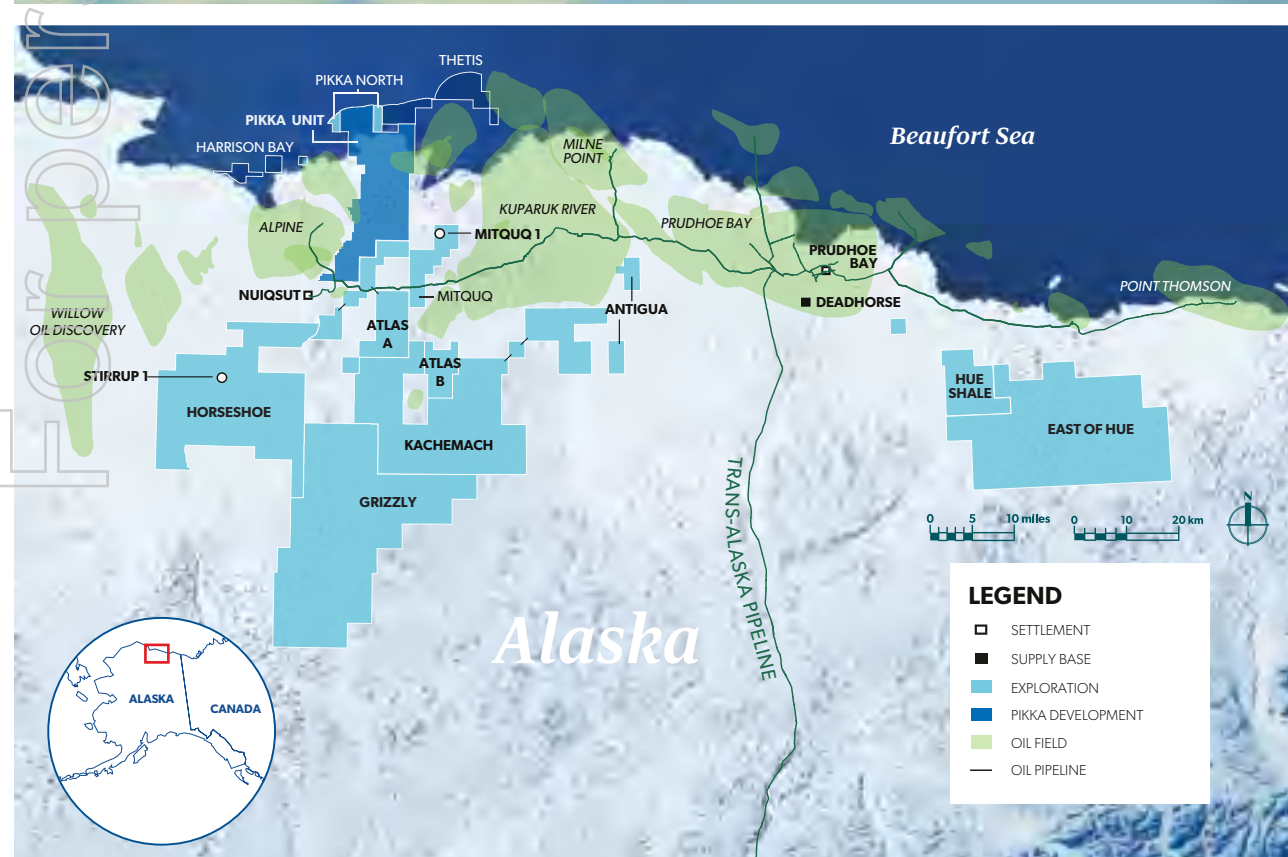 For per
THETIS
PIKKA NORTH
PIKKA UNIT
HARRISON BAY
Beaufort Sea
MILNE
POINT
KUPARUK RIVER
PRUDHOE BAY
ALPINE
MITQUQ 1
PRUDHOE
BAY
NUIQSUT
MITQUQ
DEADHORSE
POINT THOMSON
WILLOW
OIL DISCOVERY
ANTIGUA
ATLAS
A
ATLAS
B
STIRRUP 1
HORSESHOE
HUE
SHALE
EAST OF HUE
KACHEMACH
GRIZZLY
TRANS-ALASKA PIPELINE
0 5 10 miles
0 10 20 km
N
Alaska
LEGEND
SETTLEMENT
SUPPLY BASE
EXPLORATION
PIKKA DEVELOPMENT
OIL FIELD
OIL PIPELINE
ALASKA
CANADA